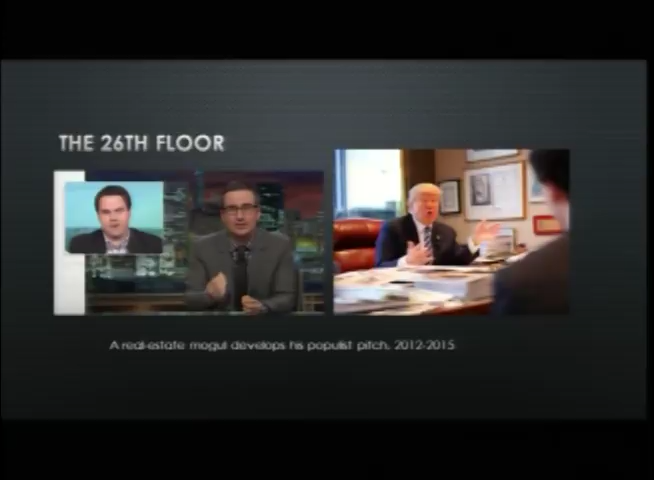 THE 26TH FLOOR
A real-estate mogul develops his populist pitch, 2012-2015